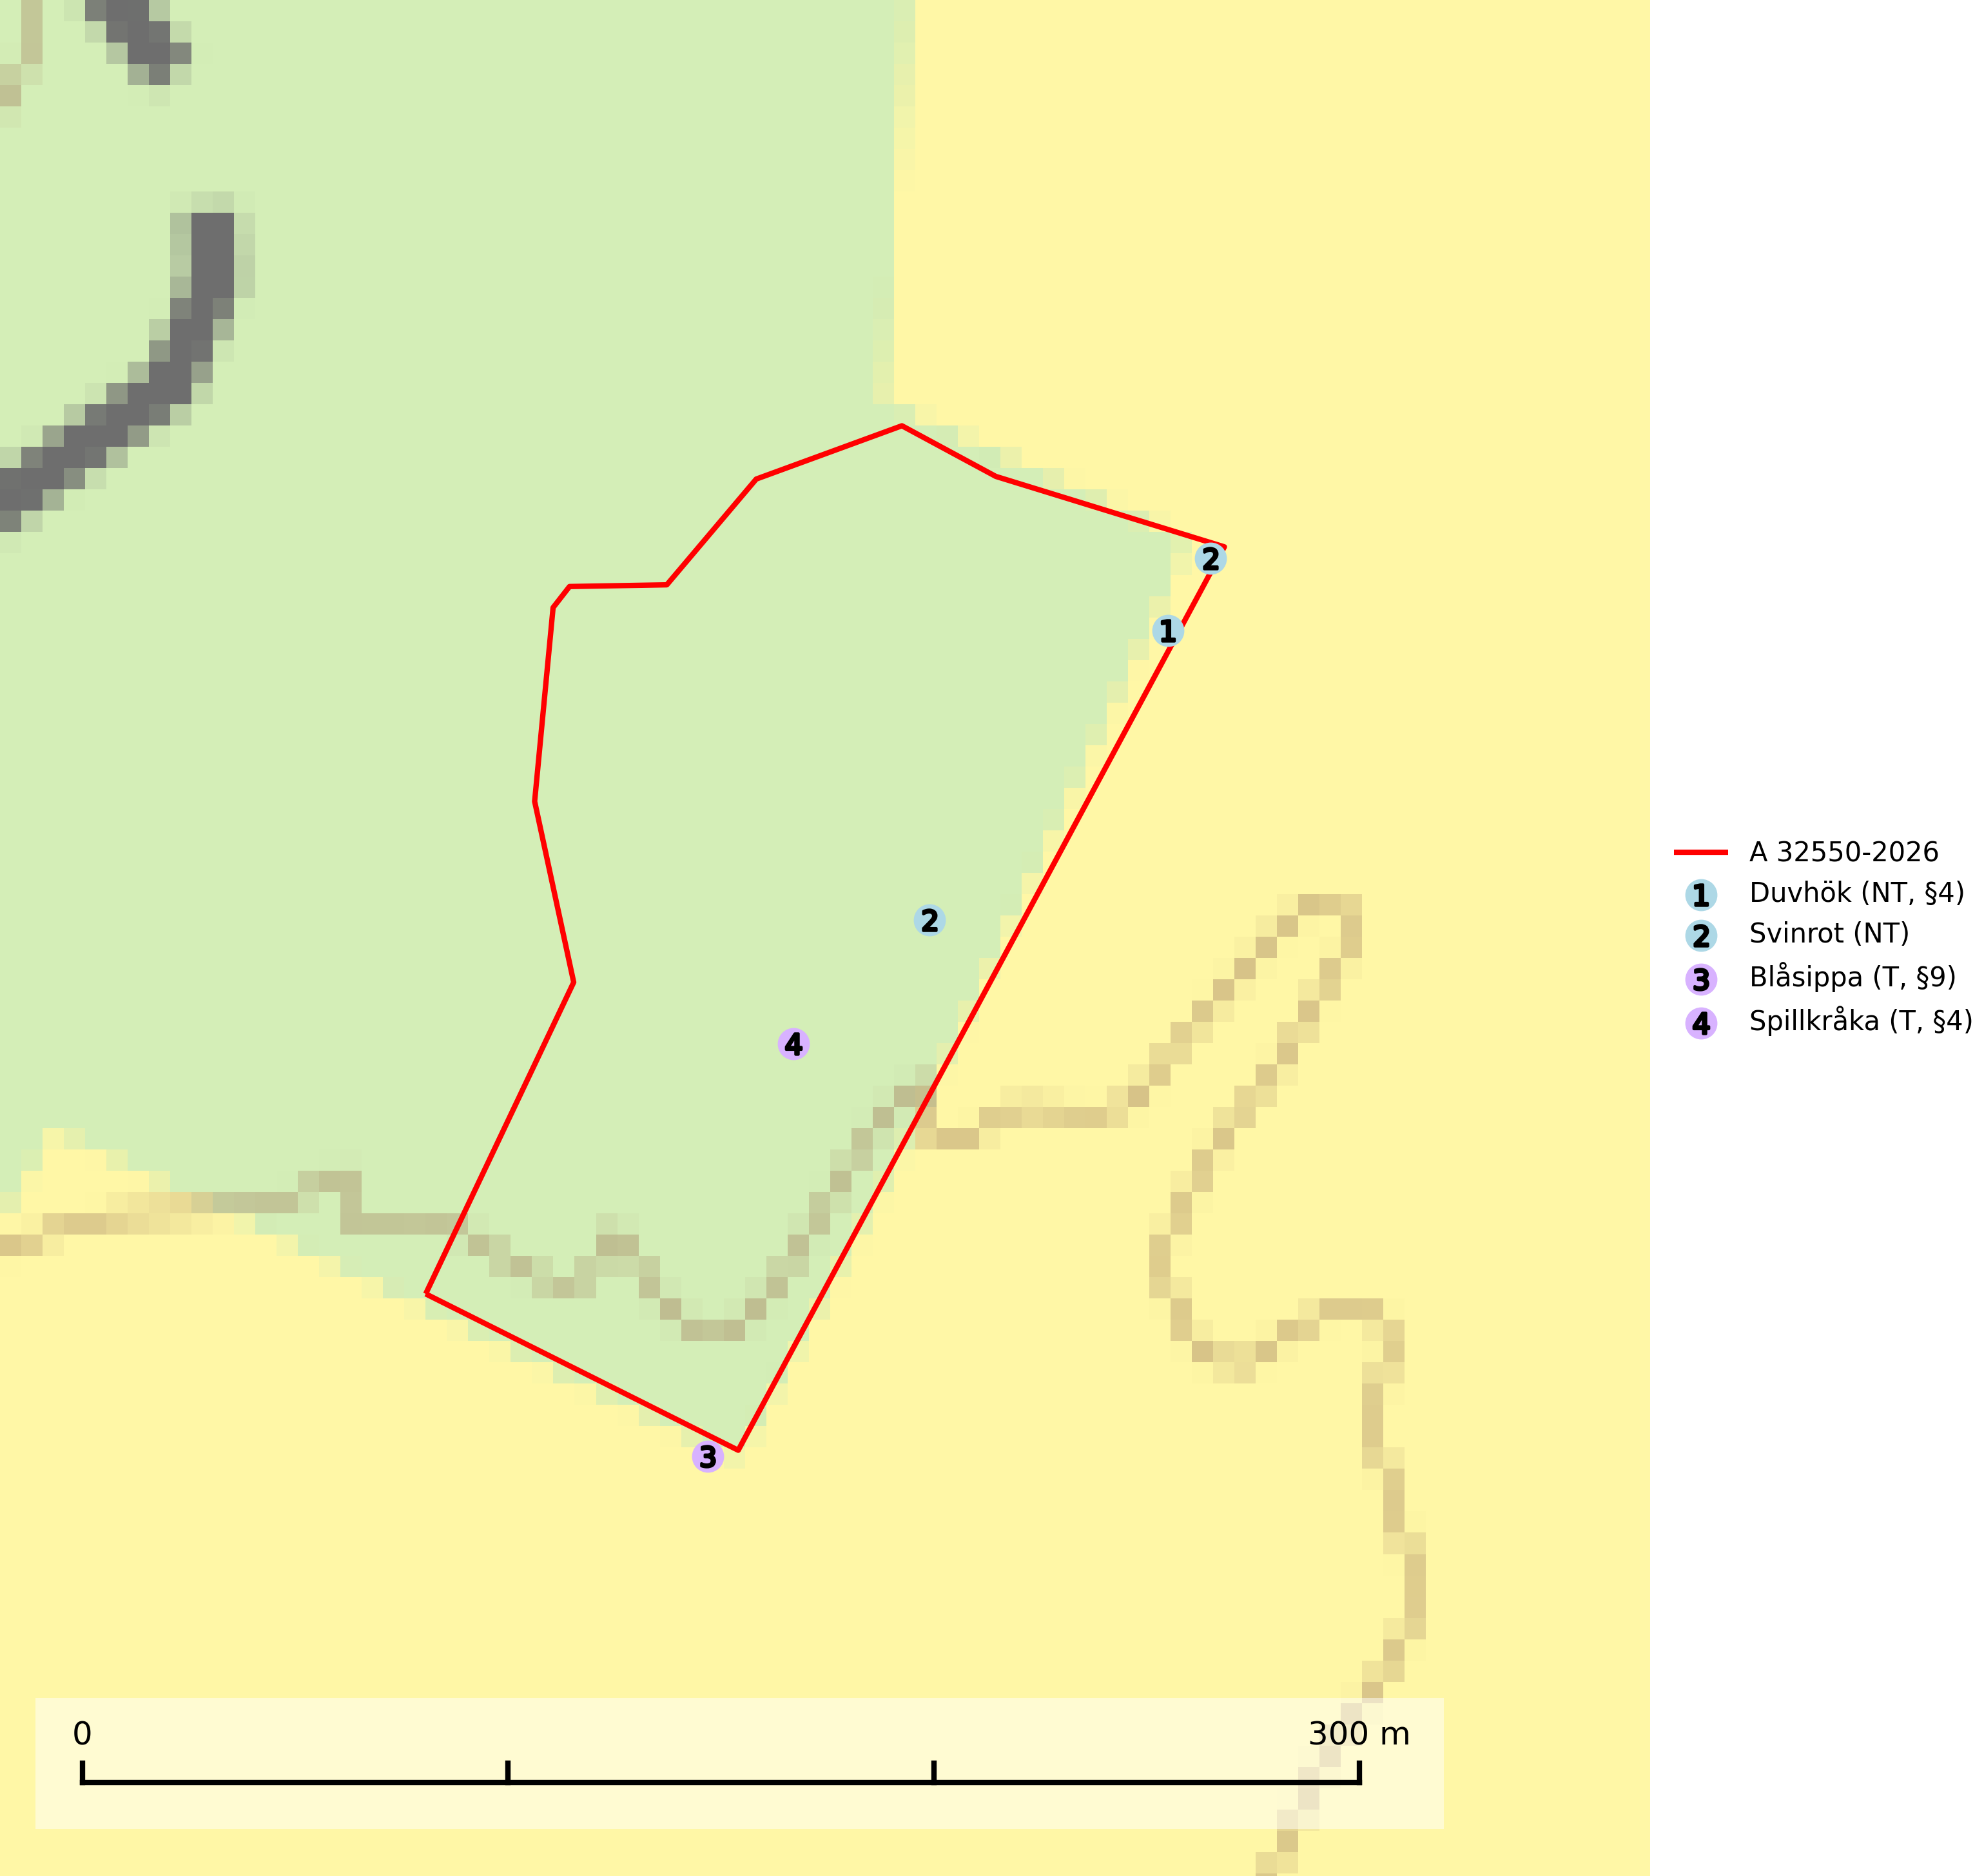 2
1
2
4
3
A 32550-2026
1 Duvhök (NT, §4)
2 Svinrot (NT)
3 Blåsippa (T, §9)
4 Spillkråka (T, §4)
0 300 m